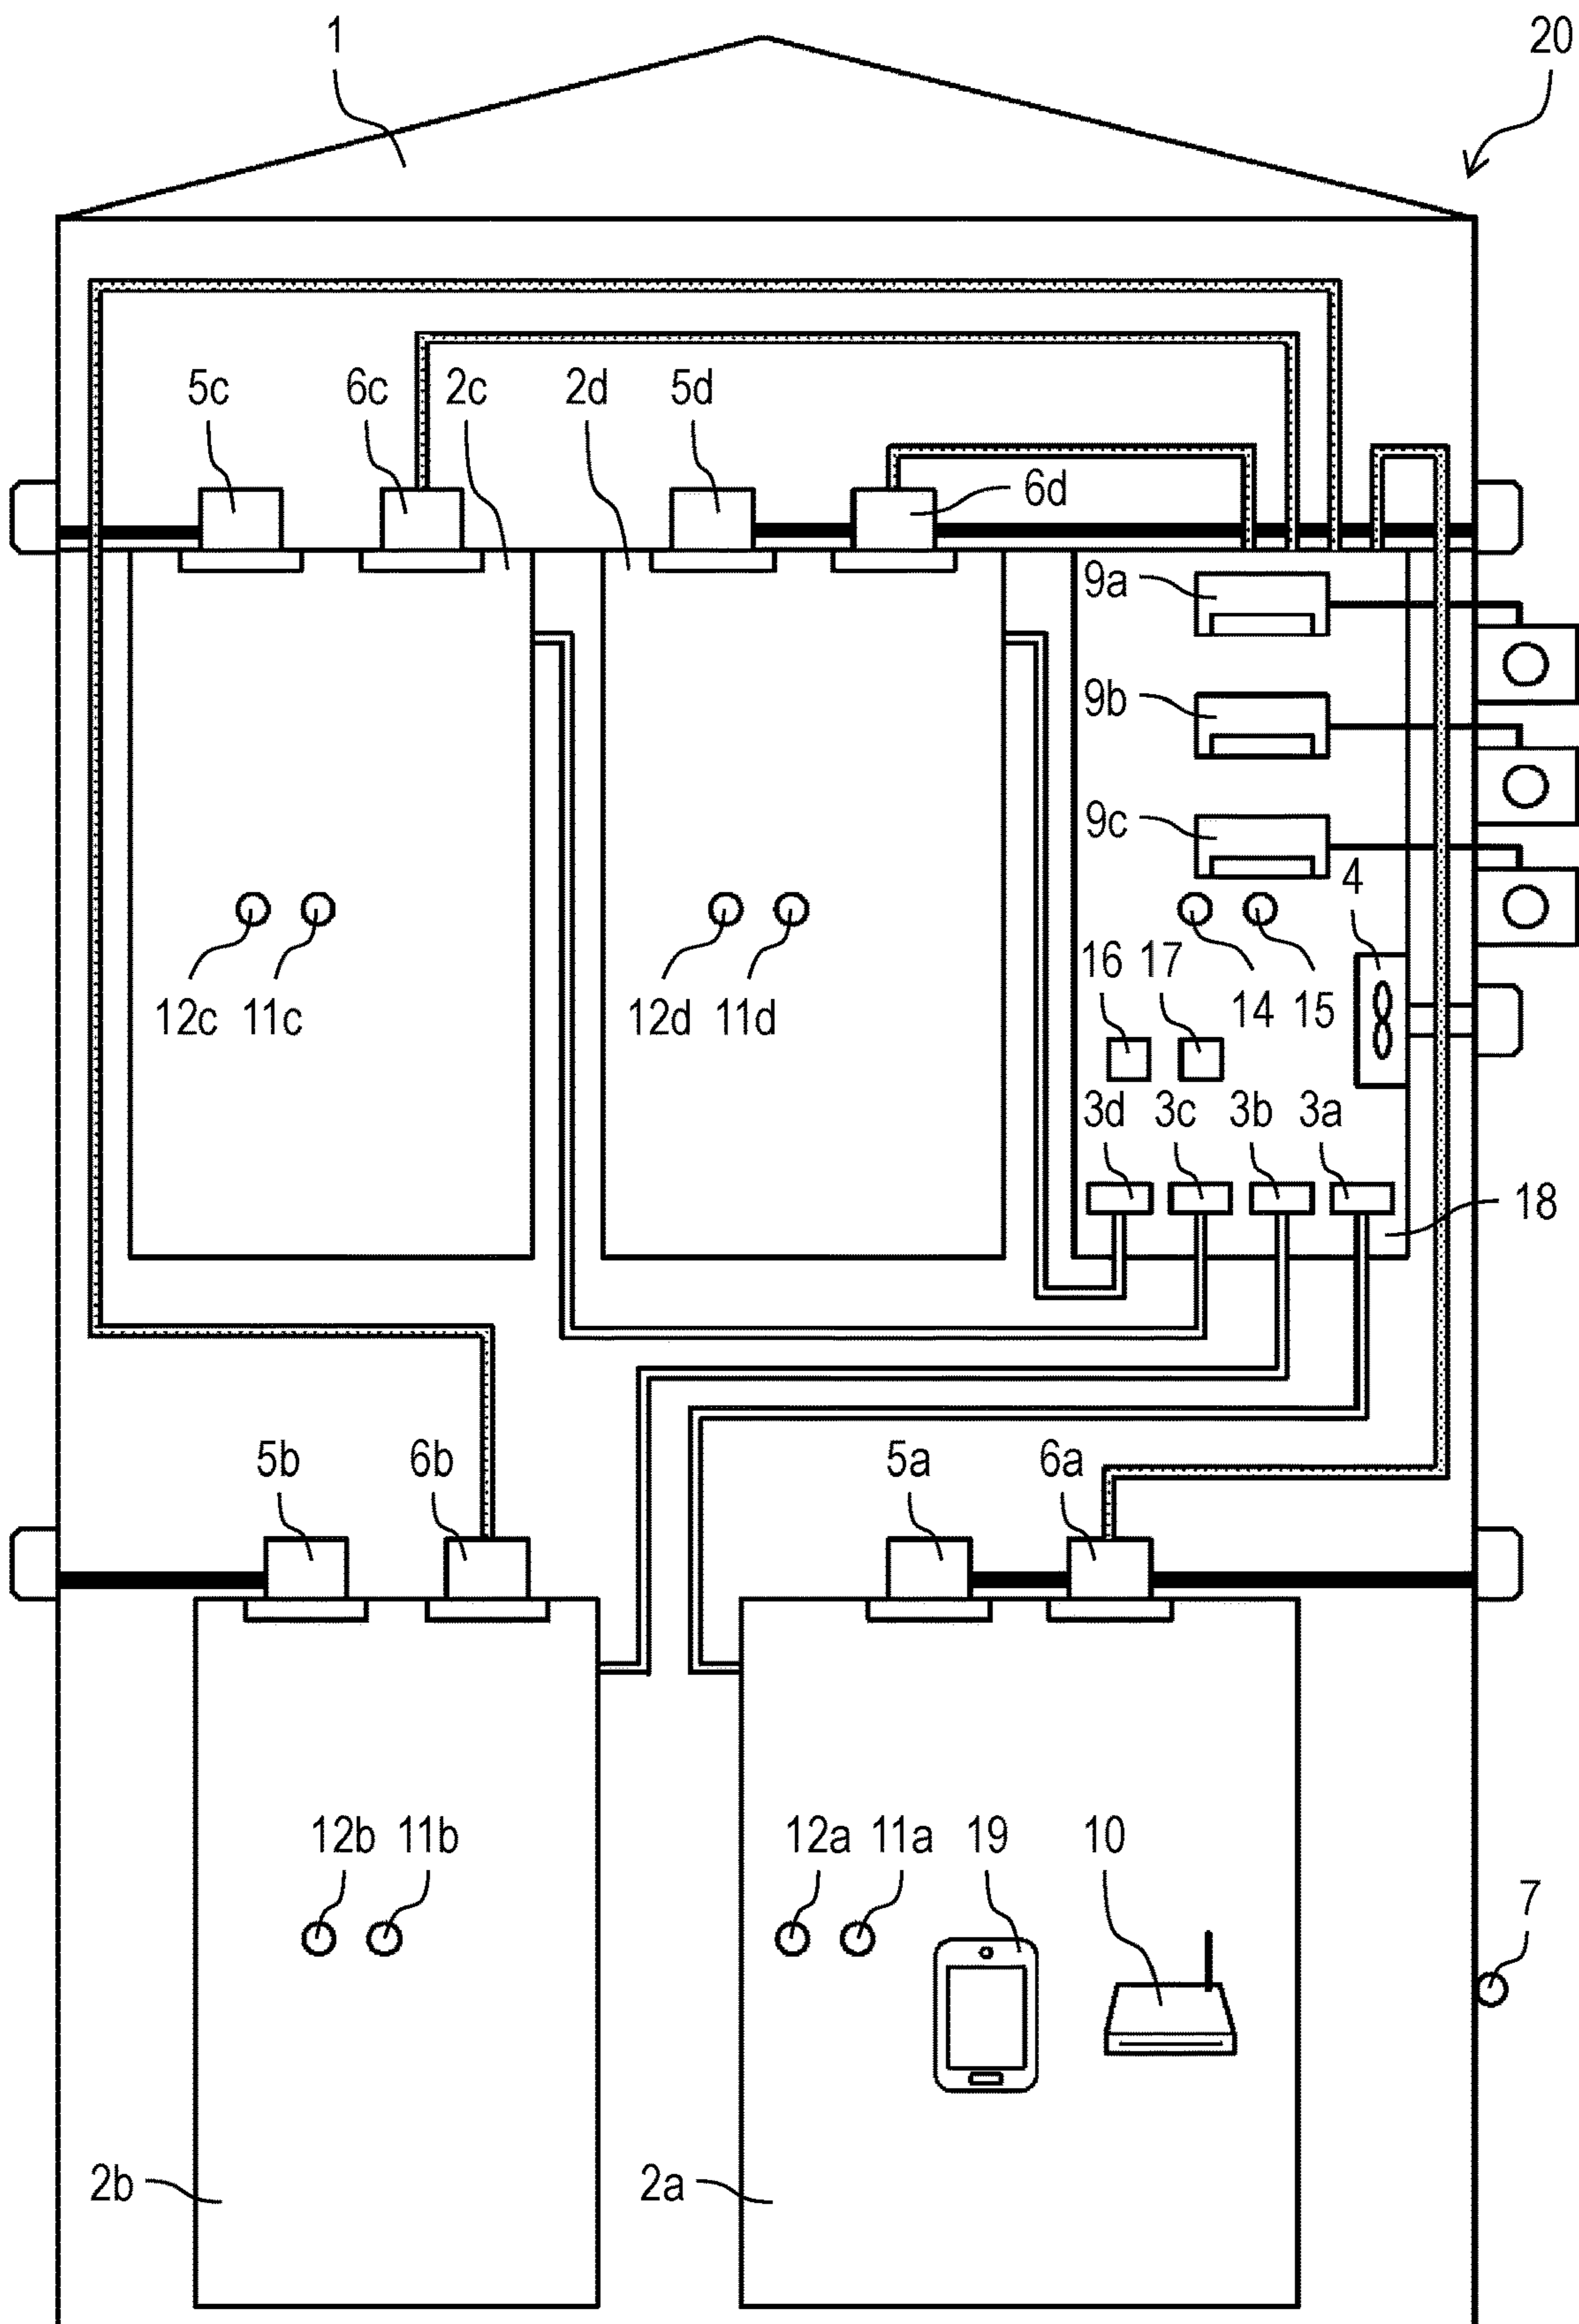 1 20
5c 6c 2c 2d 5d
6d
9a
9b
9c
4
12c 11c 12d 11d 16 17 14 15
3d 3c 3b 3a
18
5b 6b 5a 6a
12b 11b 12a 11a 19 10
7
2b 2a